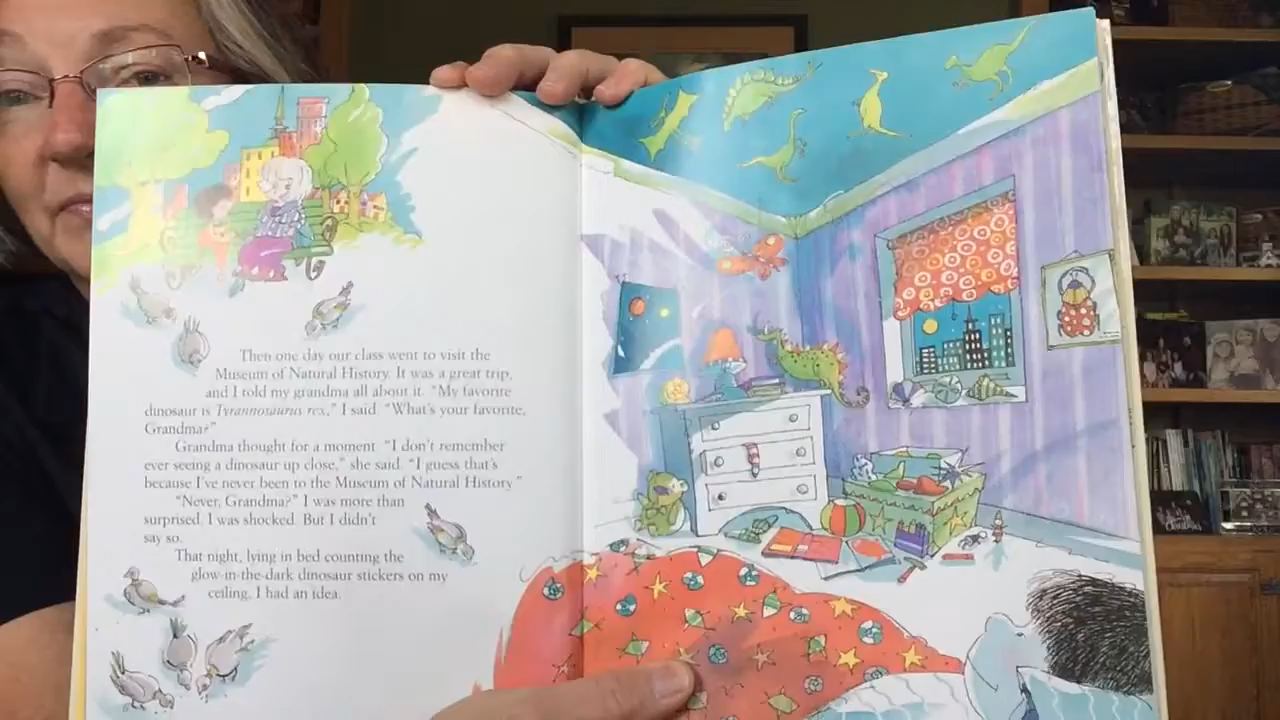 Then one day our class went to visit the
Museum of Natural History. It was a great trip,
and I told my grandma all about it. "My favorite
dinosaur is Tyrannosaurus rex," I said. "What's your favorite,
Grandma?"
Grandma thought for a moment. "I don't remember
ever seeing a dinosaur up close," she said. "I guess that's
because I've never been to the Museum of Natural History."
"Never, Grandma?" I was more than
surprised. I was shocked. But I didn't
say so.
That night, lying in bed counting the
glow-in-the-dark dinosaur stickers on my
ceiling, I had an idea.